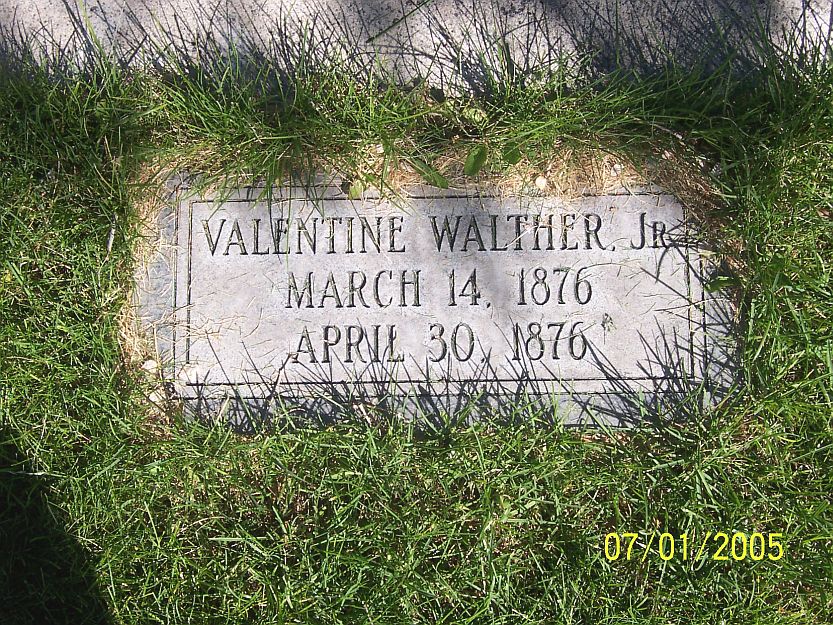 VALENTINE WALTHER, JR.
MARCH 14, 1876
APRIL 30, 1876
07/01/2005